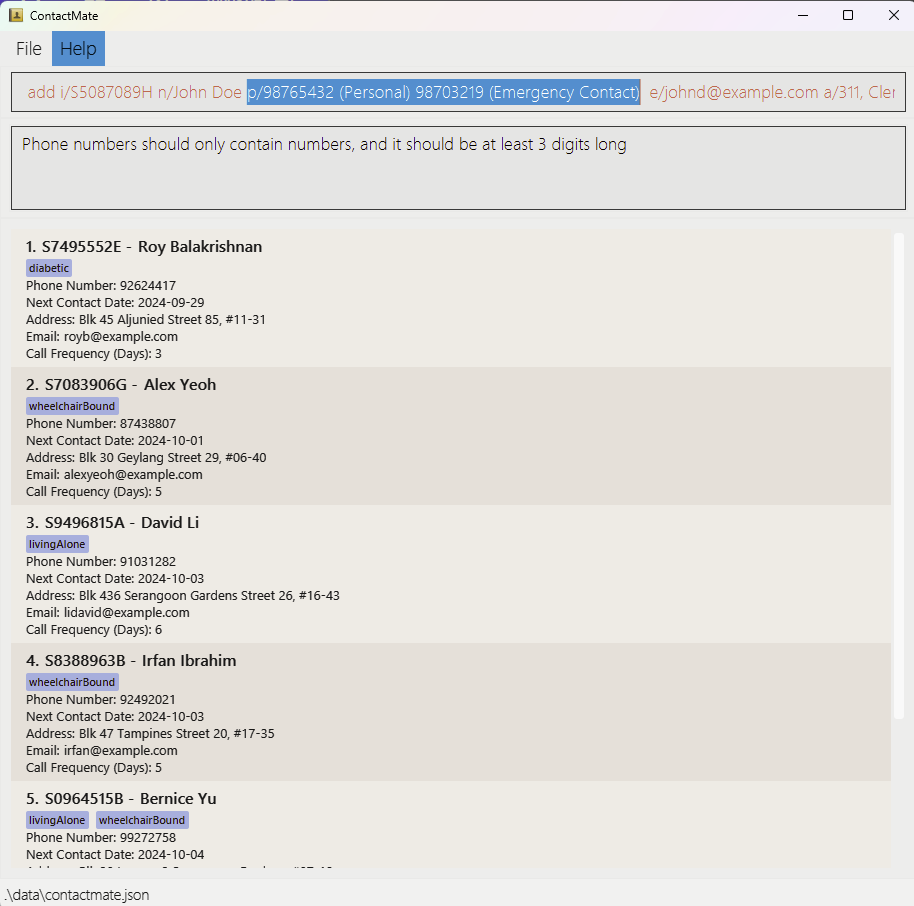 ContactMate
File Help
add i/S5087089H n/John Doe p/98765432 (Personal) 98703219 (Emergency Contact) e/johnd@example.com a/311,
Phone numbers should only contain numbers, and it should be at least 3 digits long
1. S7495552E - Roy Balakrishnan
diabetic
Phone Number: 92624417
Next Contact Date: 2024-09-29
Address: Blk 45 Aljunied Street 85, #11-31
Email: royb@example.com
Call Frequency (Days): 3
2. S7083906G - Alex Yeoh
wheelchairBound
Phone Number: 87438807
Next Contact Date: 2024-10-01
Address: Blk 30 Geylang Street 29, #06-40
Email: alexyeoh@example.com
Call Frequency (Days): 5
3. S9496815A - David Li
livingAlone
Phone Number: 91031282
Next Contact Date: 2024-10-03
Address: Blk 436 Serangoon Gardens Street 26, #16-43
Email: lidavid@example.com
Call Frequency (Days): 6
4. S8388963B - Irfan Ibrahim
wheelchairBound
Phone Number: 92492021
Next Contact Date: 2024-10-03
Address: Blk 47 Tampines Street 20, #17-35
Email: irfan@example.com
Call Frequency (Days): 5
5. S0964515B - Bernice Yu
livingAlone wheelchairBound
Phone Number: 99272758
Next Contact Date: 2024-10-04
.\data\contactmate.json